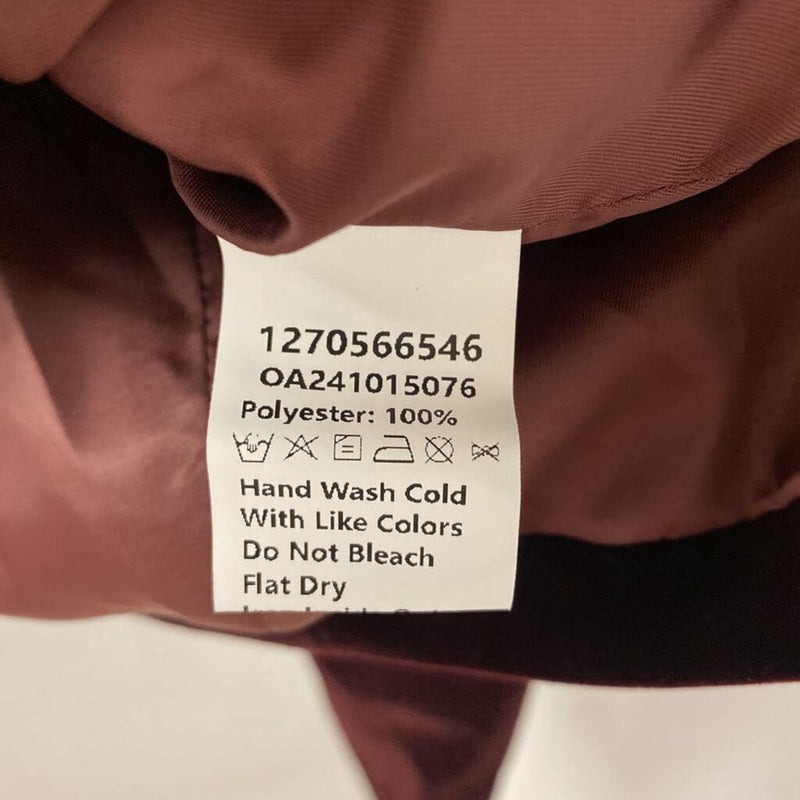 1270566546
OA241015076
Polyester: 100%
Hand Wash Cold
With Like Colors
Do Not Bleach
Flat Dry